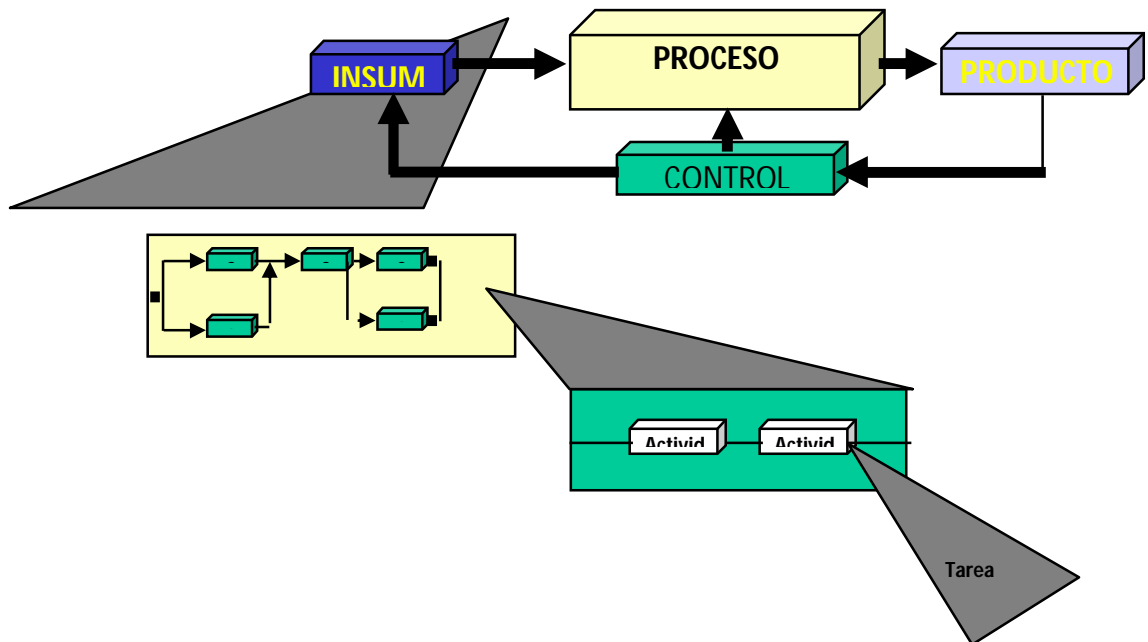 INSUM
PROCESO
PRODUCTO
CONTROL
-
-
-
Activid
Activid
Tarea